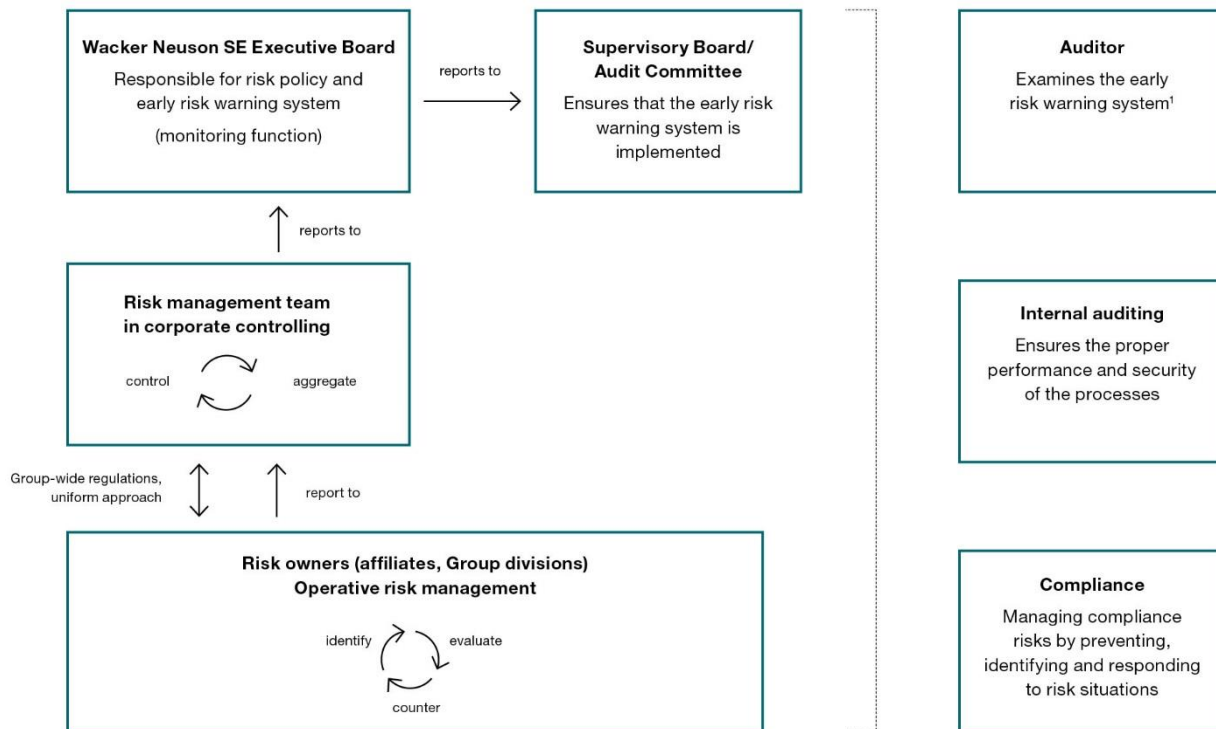 Wacker Neuson SE Executive Board
Responsible for risk policy and
early risk warning system
(monitoring function)
reports to
Supervisory Board/
Audit Committee
Ensures that the early risk
warning system is
implemented
Auditor
Examines the early
risk warning system¹
reports to
Risk management team
in corporate controlling
control
aggregate
Internal auditing
Ensures the proper
performance and security
of the processes
Group-wide regulations,
uniform approach
report to
Risk owners (affiliates, Group divisions)
Operative risk management
identify
evaluate
counter
Compliance
Managing compliance
risks by preventing,
identifying and responding
to risk situations